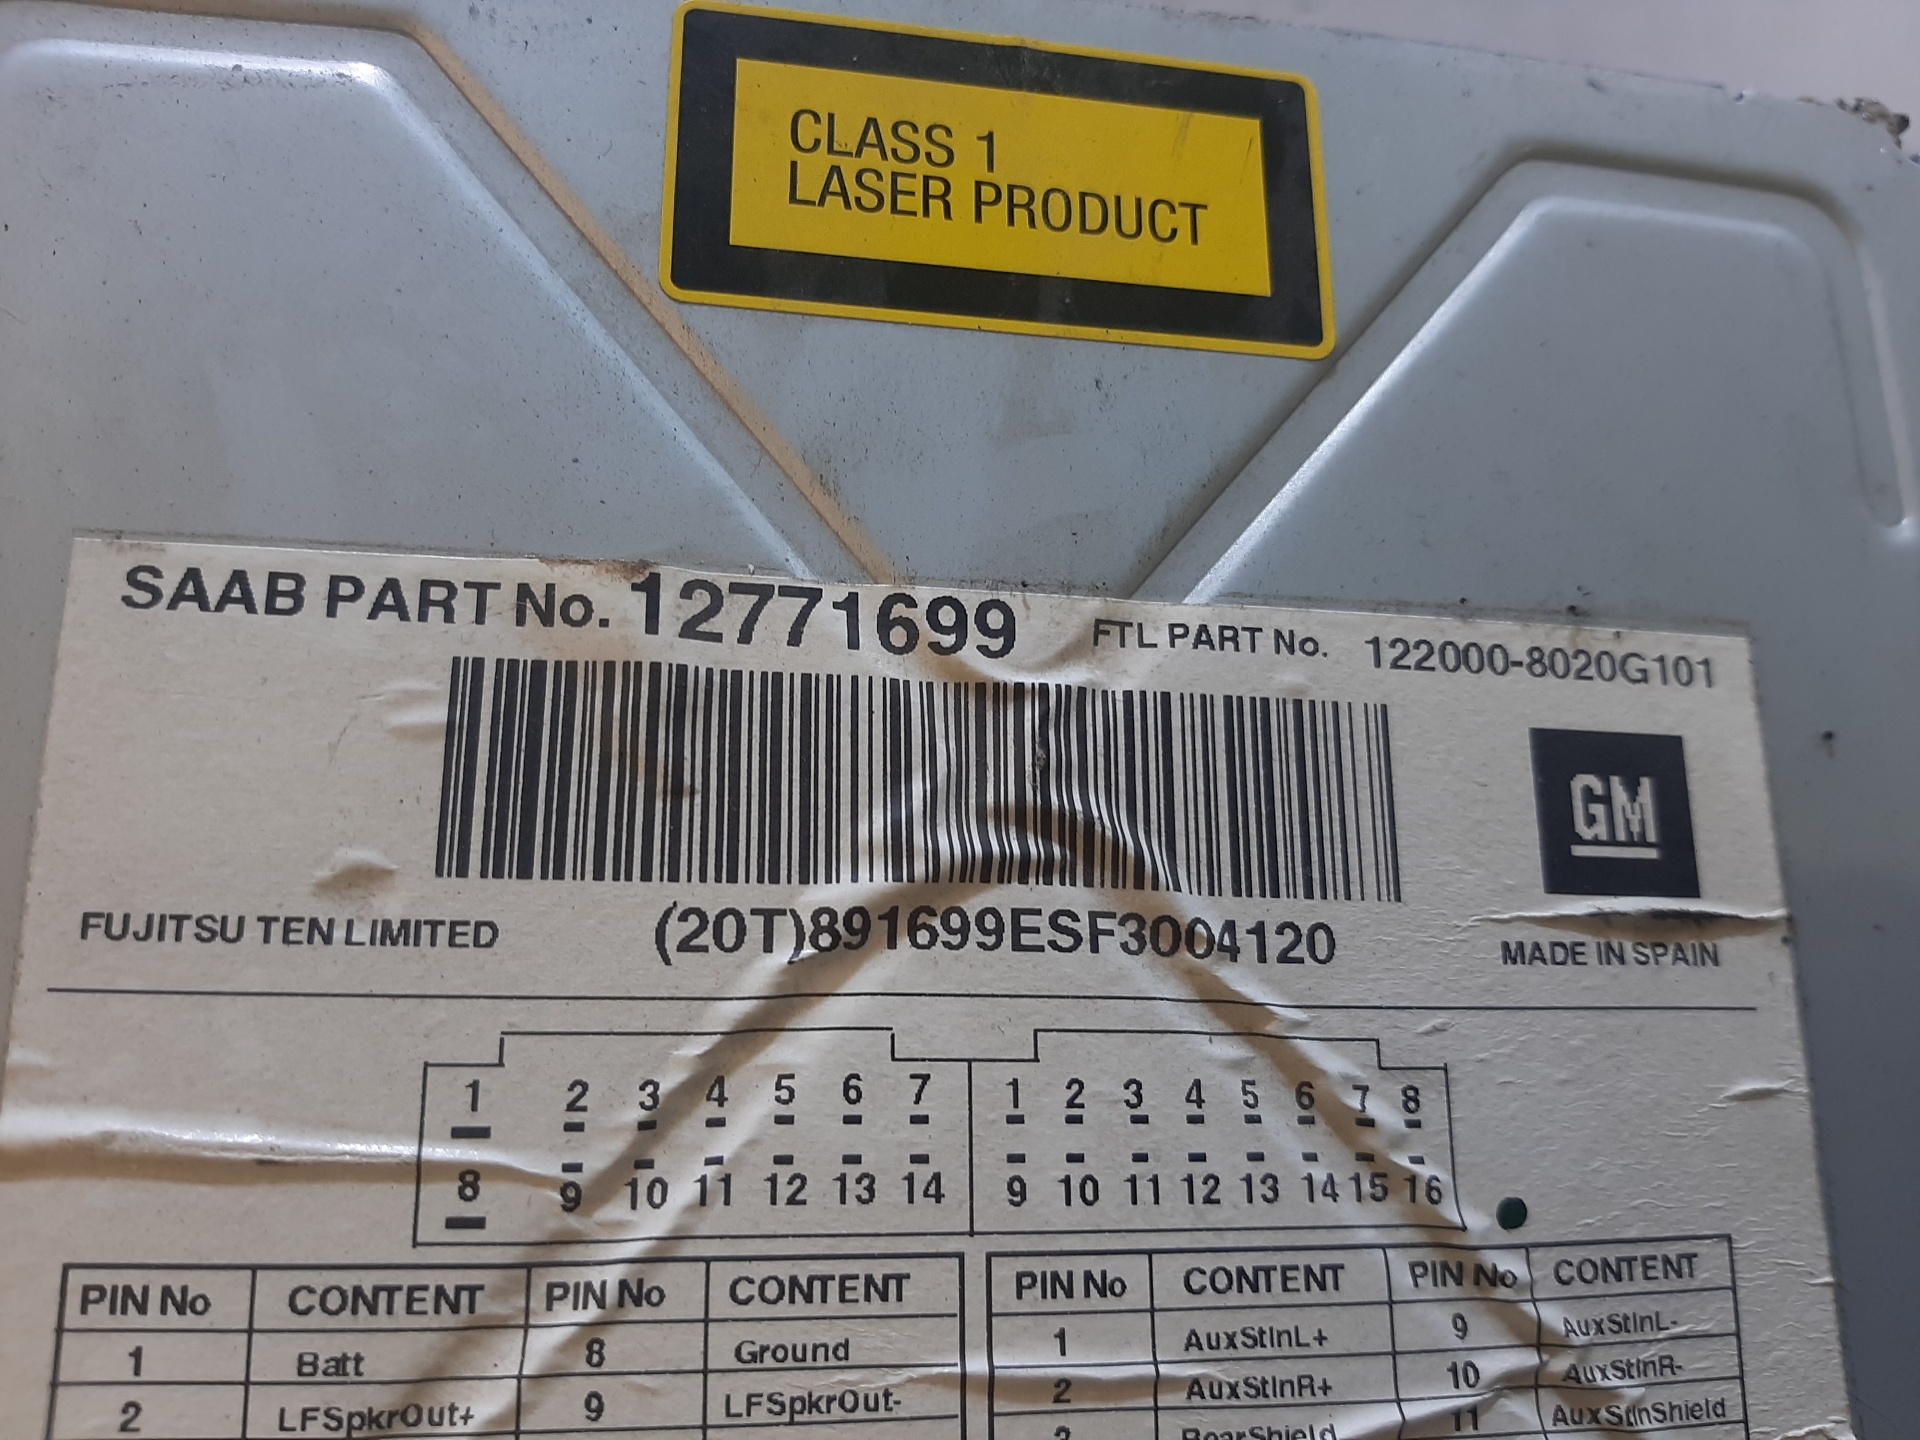 CLASS 1
LASER PRODUCT
SAAB PART No. 12771699 FTL PART No. 122000-8020G101
GM
FUJITSU TEN LIMITED (20T)891699ESF3004120 MADE IN SPAIN
1 2 3 4 5 6 7 1 2 3 4 5 6 7 8
8 9 10 11 12 13 14 9 10 11 12 13 14 15 16
PIN No CONTENT PIN No CONTENT PIN No CONTENT PIN No CONTENT
1 Batt 8 Ground 1 AuxStInL+ 9 AuxStInL-
2 LFSpkrOut+ 9 LFSpkrOut- 2 AuxStInR+ 10 AuxStInR-
3 RearShield 11 AuxStInShield